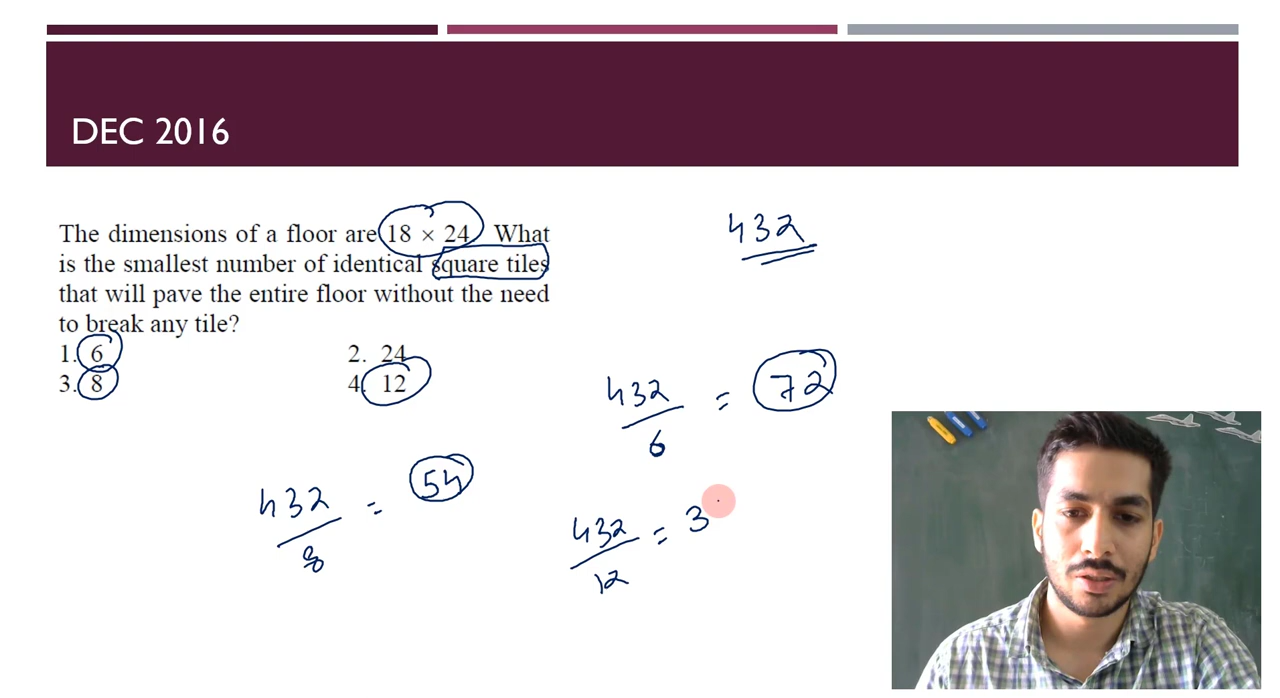 DEC 2016
The dimensions of a floor are 18 × 24 What
is the smallest number of identical square tiles
that will pave the entire floor without the need
to break any tile?
1. 6 2. 24
3. 8 4 12
432
432/6 = 72
432/8 = 54
432/12 = 3